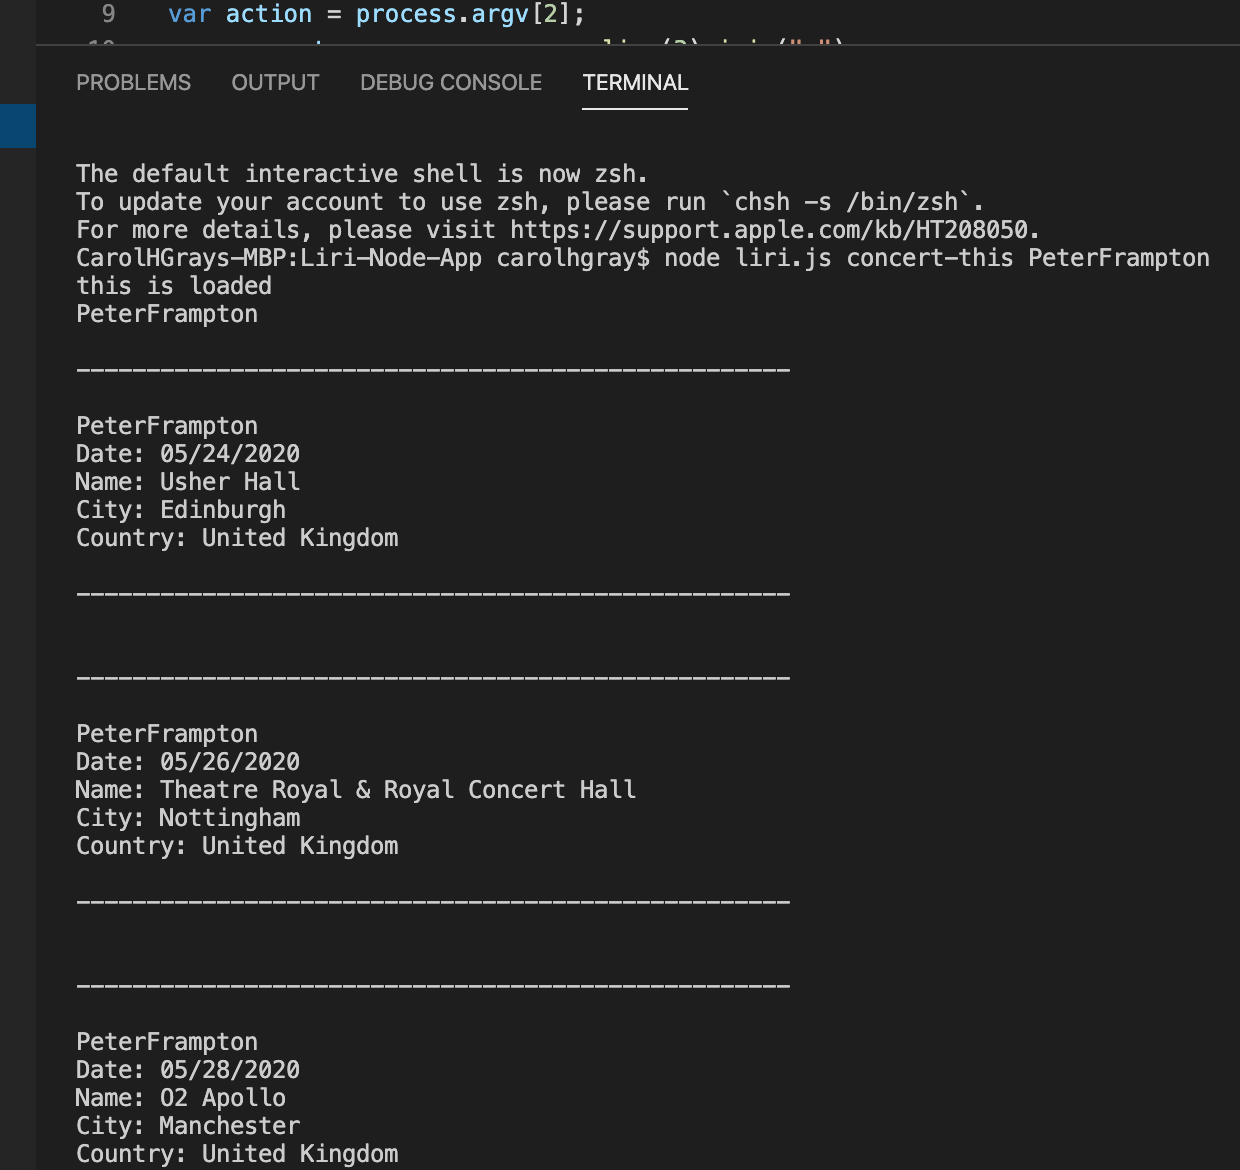 9 var action = process.argv[2];
PROBLEMS OUTPUT DEBUG CONSOLE TERMINAL
The default interactive shell is now zsh.
To update your account to use zsh, please run `chsh -s /bin/zsh`.
For more details, please visit https://support.apple.com/kb/HT208050.
CarolHGrays-MBP:Liri-Node-App carolhgray$ node liri.js concert-this PeterFrampton
this is loaded
PeterFrampton
---------------------------------------------------
PeterFrampton
Date: 05/24/2020
Name: Usher Hall
City: Edinburgh
Country: United Kingdom
---------------------------------------------------
---------------------------------------------------
PeterFrampton
Date: 05/26/2020
Name: Theatre Royal & Royal Concert Hall
City: Nottingham
Country: United Kingdom
---------------------------------------------------
---------------------------------------------------
PeterFrampton
Date: 05/28/2020
Name: O2 Apollo
City: Manchester
Country: United Kingdom